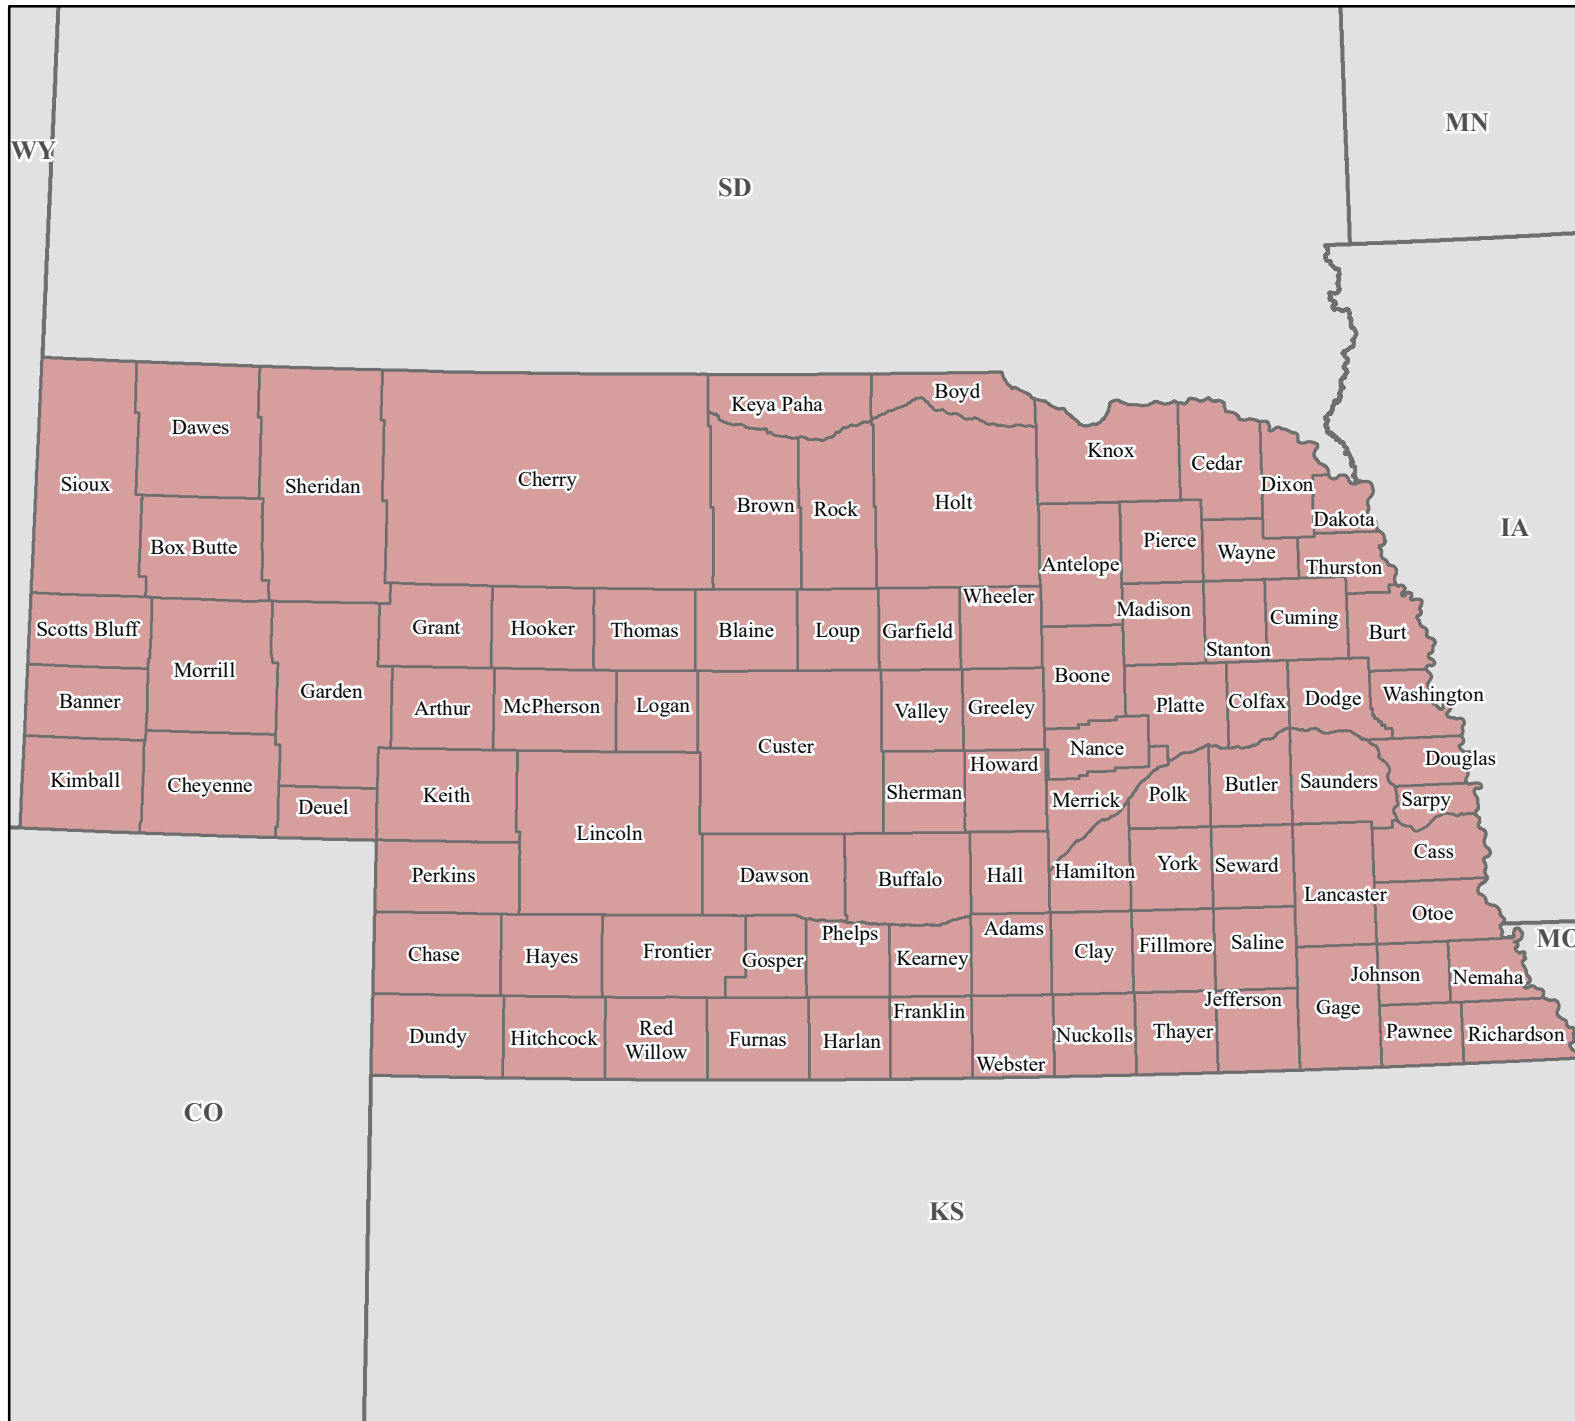 MN
WY
SD
Boyd
Keya Paha
Dawes
Knox
Cedar
Cherry
Sioux
Sheridan
Dixon
Holt
Brown
Rock
Dakota
IA
Pierce
Box Butte
Wayne
Antelope
Thurston
Wheeler
Madison
Cuming
Grant
Hooker
Scotts Bluff
Thomas
Blaine
Loup
Garfield
Burt
Stanton
Morrill
Boone
Garden
Washington
Dodge
Banner
Colfax
Platte
Logan
McPherson
Arthur
Greeley
Valley
Custer
Nance
Douglas
Howard
Kimball
Saunders
Cheyenne
Butler
Sherman
Polk
Keith
Merrick
Sarpy
Deuel
Lincoln
Cass
York
Seward
Hamilton
Perkins
Dawson
Hall
Buffalo
Lancaster
Otoe
Adams
Phelps
MO
Saline
Fillmore
Clay
Frontier
Chase
Hayes
Kearney
Gosper
Johnson
Nemaha
Jefferson
Gage
Franklin
Red
Willow
Pawnee
Thayer
Richardson
Nuckolls
Dundy
Hitchcock
Furnas
Harlan
Webster
CO
KS